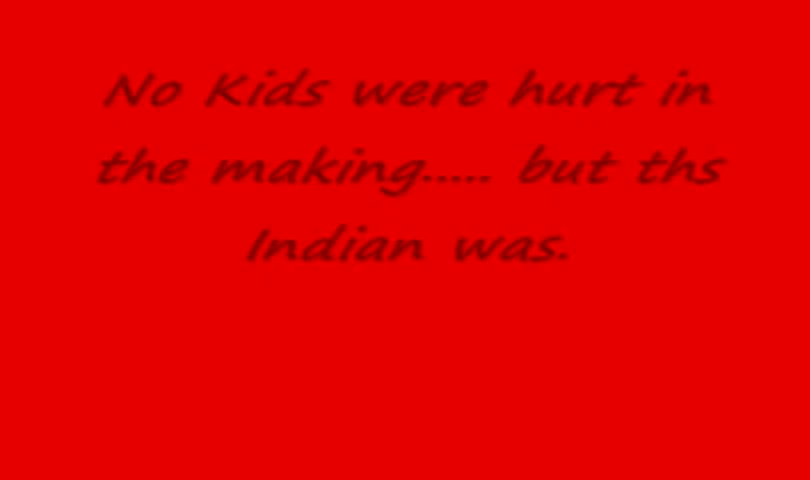 No Kids were hurt in
the making..... but ths
Indian was.